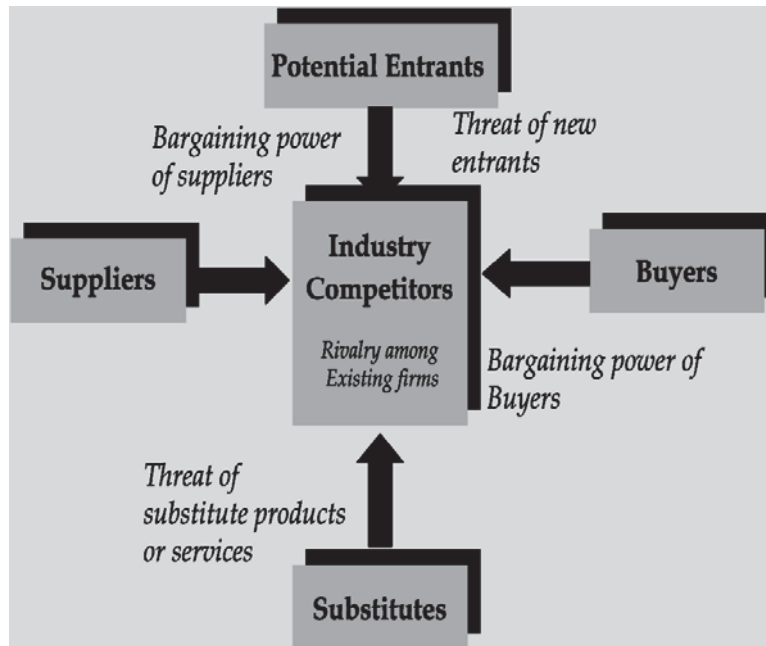 Potential Entrants
Bargaining power
of suppliers
Threat of new
entrants
Suppliers
Industry
Competitors
Rivalry among
Existing firms
Buyers
Bargaining power of
Buyers
Threat of
substitute products
or services
Substitutes